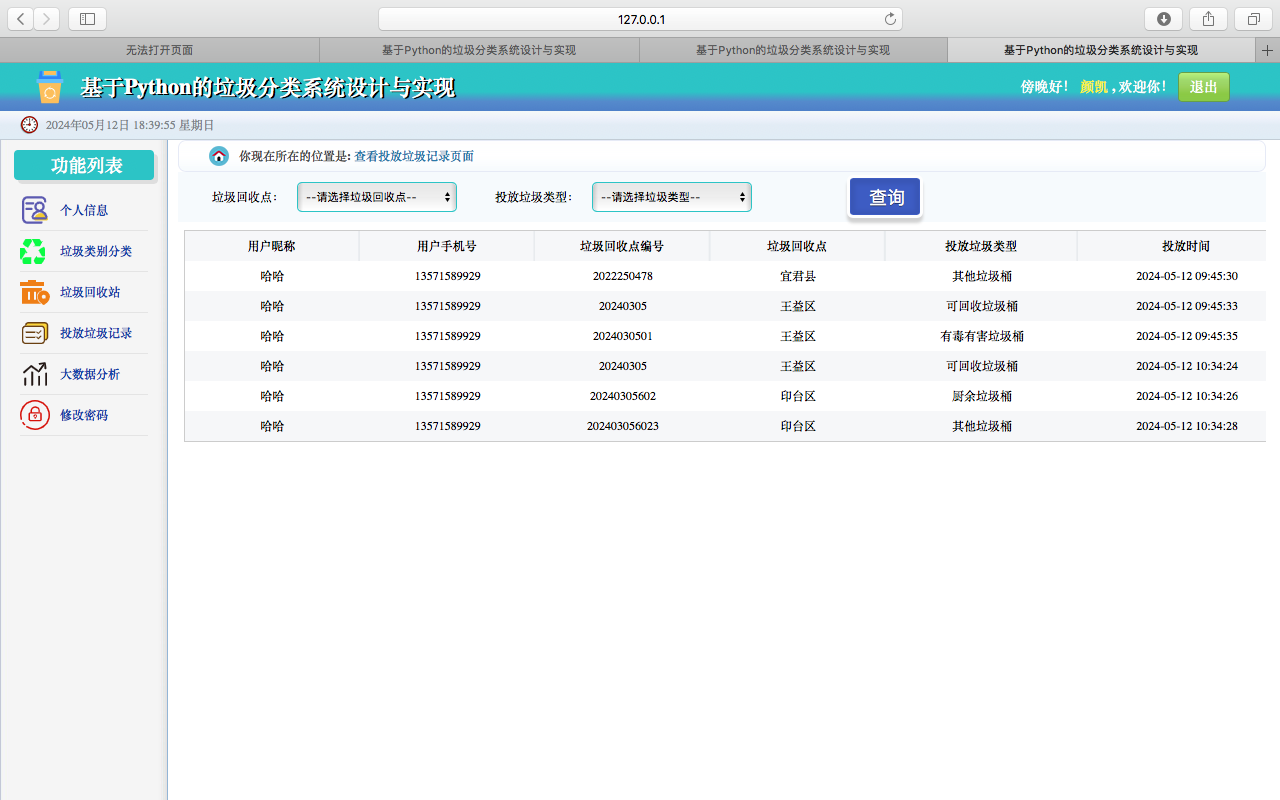 127.0.0.1
无法打开页面
基于Python的垃圾分类系统设计与实现
基于Python的垃圾分类系统设计与实现
基于Python的垃圾分类系统设计与实现
基于Python的垃圾分类系统设计与实现
傍晚好! 颜凯 , 欢迎你! 退出
2024年05月12日 18:39:55 星期日
功能列表
个人信息
垃圾类别分类
垃圾回收站
投放垃圾记录
大数据分析
修改密码
你现在所在的位置是: 查看投放垃圾记录页面
垃圾回收点: --请选择垃圾回收点-- 投放垃圾类型: --请选择垃圾类型-- 查询
用户昵称 用户手机号 垃圾回收点编号 垃圾回收点 投放垃圾类型 投放时间
哈哈 13571589929 2022250478 宜君县 其他垃圾桶 2024-05-12 09:45:30
哈哈 13571589929 20240305 王益区 可回收垃圾桶 2024-05-12 09:45:33
哈哈 13571589929 2024030501 王益区 有毒有害垃圾桶 2024-05-12 09:45:35
哈哈 13571589929 20240305 王益区 可回收垃圾桶 2024-05-12 10:34:24
哈哈 13571589929 20240305602 印台区 厨余垃圾桶 2024-05-12 10:34:26
哈哈 13571589929 202403056023 印台区 其他垃圾桶 2024-05-12 10:34:28